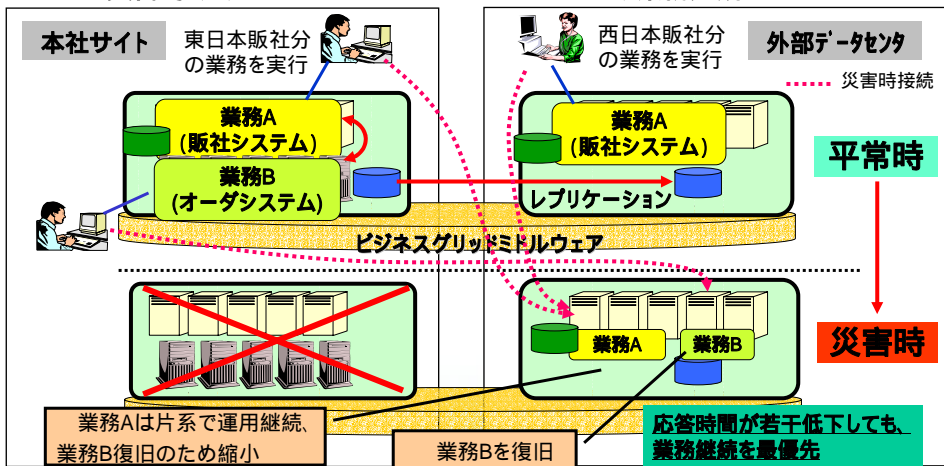 本社サイト
東日本販社分
の業務を実行
西日本販社分
の業務を実行
外部ﾃﾞｰﾀｾﾝﾀ
災害時接続
業務A
(販社システム)
業務B
(オーダシステム)
業務A
(販社システム)
レプリケーション
平常時
ビジネスグリッドミドルウェア
業務A
業務B
災害時
業務Aは片系で運用継続、
業務B復旧のため縮小
業務Bを復旧
応答時間が若干低下しても、
業務継続を最優先